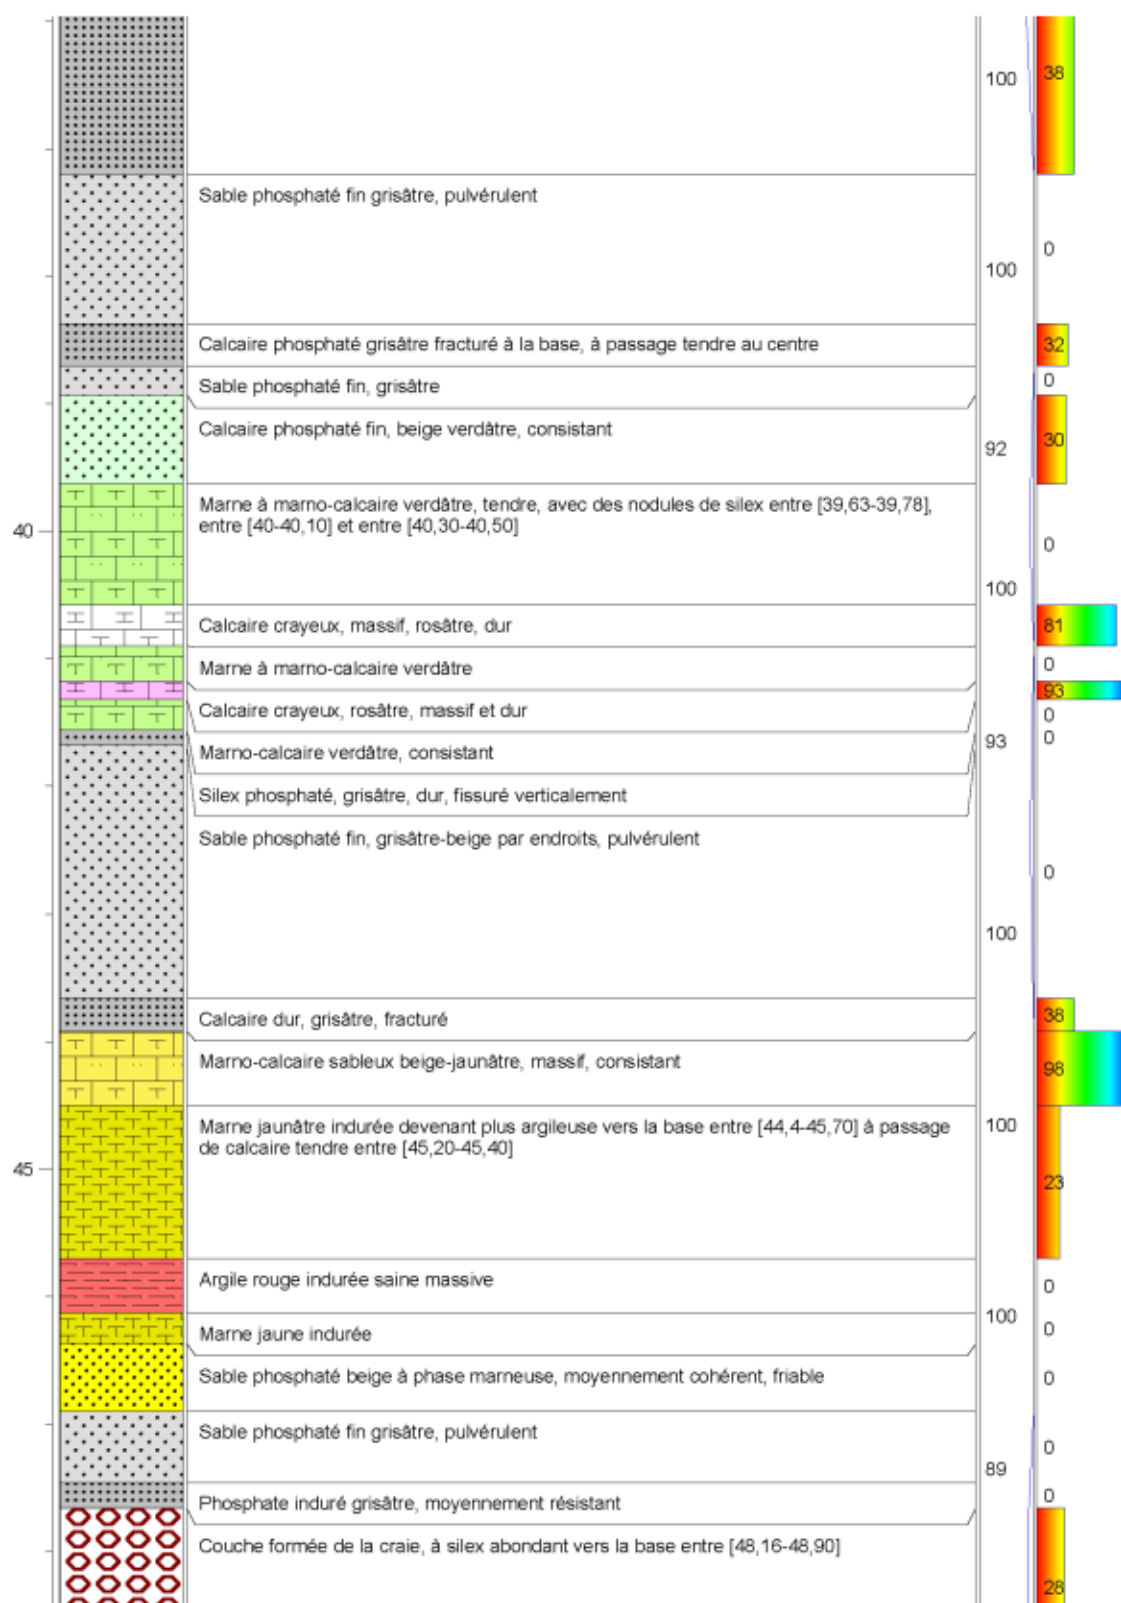 100
38
Sable phosphaté fin grisâtre, pulvérulent
0
100
Calcaire phosphaté grisâtre fracturé à la base, à passage tendre au centre
32
Sable phosphaté fin, grisâtre
0
Calcaire phosphaté fin, beige verdâtre, consistant
92
30
Marne à marno-calcaire verdâtre, tendre, avec des nodules de silex entre [39,63-39,78],
entre [40-40,10] et entre [40,30-40,50]
40
0
100
Calcaire crayeux, massif, rosâtre, dur
81
Marne à marno-calcaire verdâtre
0
93
Calcaire crayeux, rosâtre, massif et dur
0
93
0
Marno-calcaire verdâtre, consistant
Silex phosphaté, grisâtre, dur, fissuré verticalement
Sable phosphaté fin, grisâtre-beige par endroits, pulvérulent
0
100
Calcaire dur, grisâtre, fracturé
38
Marno-calcaire sableux beige-jaunâtre, massif, consistant
98
Marne jaunâtre indurée devenant plus argileuse vers la base entre [44,4-45,70] à passage
de calcaire tendre entre [45,20-45,40]
100
45
23
Argile rouge indurée saine massive
0
100
Marne jaune indurée
0
Sable phosphaté beige à phase marneuse, moyennement cohérent, friable
0
Sable phosphaté fin grisâtre, pulvérulent
0
89
Phosphate induré grisâtre, moyennement résistant
0
Couche formée de la craie, à silex abondant vers la base entre [48,16-48,90]
28